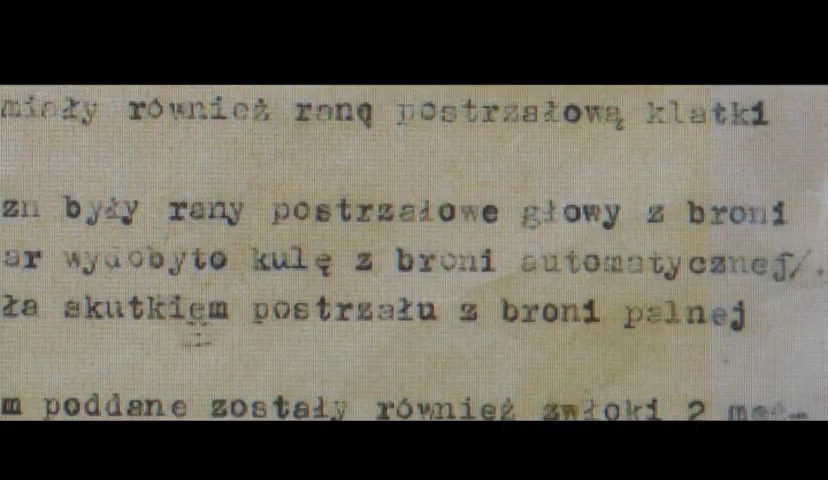 miały również ranę postrzałową klatki
zn były rany postrzałowe głowy z broni
ar wydobyto kulę z broni automatycznej/.
ła skutkiem postrzału z broni palnej
m poddane zostały również zwłoki 2